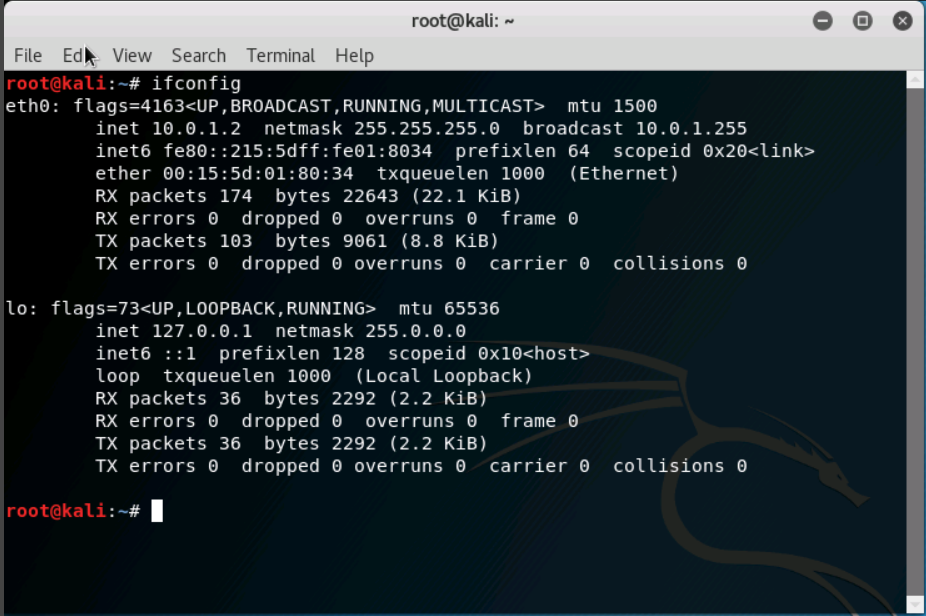 root@kali: ~
File Edi View Search Terminal Help
root@kali:~# ifconfig
eth0: flags=4163<UP,BROADCAST,RUNNING,MULTICAST>  mtu 1500
        inet 10.0.1.2  netmask 255.255.255.0  broadcast 10.0.1.255
        inet6 fe80::215:5dff:fe01:8034  prefixlen 64  scopeid 0x20<link>
        ether 00:15:5d:01:80:34  txqueuelen 1000  (Ethernet)
        RX packets 174  bytes 22643 (22.1 KiB)
        RX errors 0  dropped 0  overruns 0  frame 0
        TX packets 103  bytes 9061 (8.8 KiB)
        TX errors 0  dropped 0 overruns 0  carrier 0  collisions 0

lo: flags=73<UP,LOOPBACK,RUNNING>  mtu 65536
        inet 127.0.0.1  netmask 255.0.0.0
        inet6 ::1  prefixlen 128  scopeid 0x10<host>
        loop  txqueuelen 1000  (Local Loopback)
        RX packets 36  bytes 2292 (2.2 KiB)
        RX errors 0  dropped 0  overruns 0  frame 0
        TX packets 36  bytes 2292 (2.2 KiB)
        TX errors 0  dropped 0 overruns 0  carrier 0  collisions 0

root@kali:~#